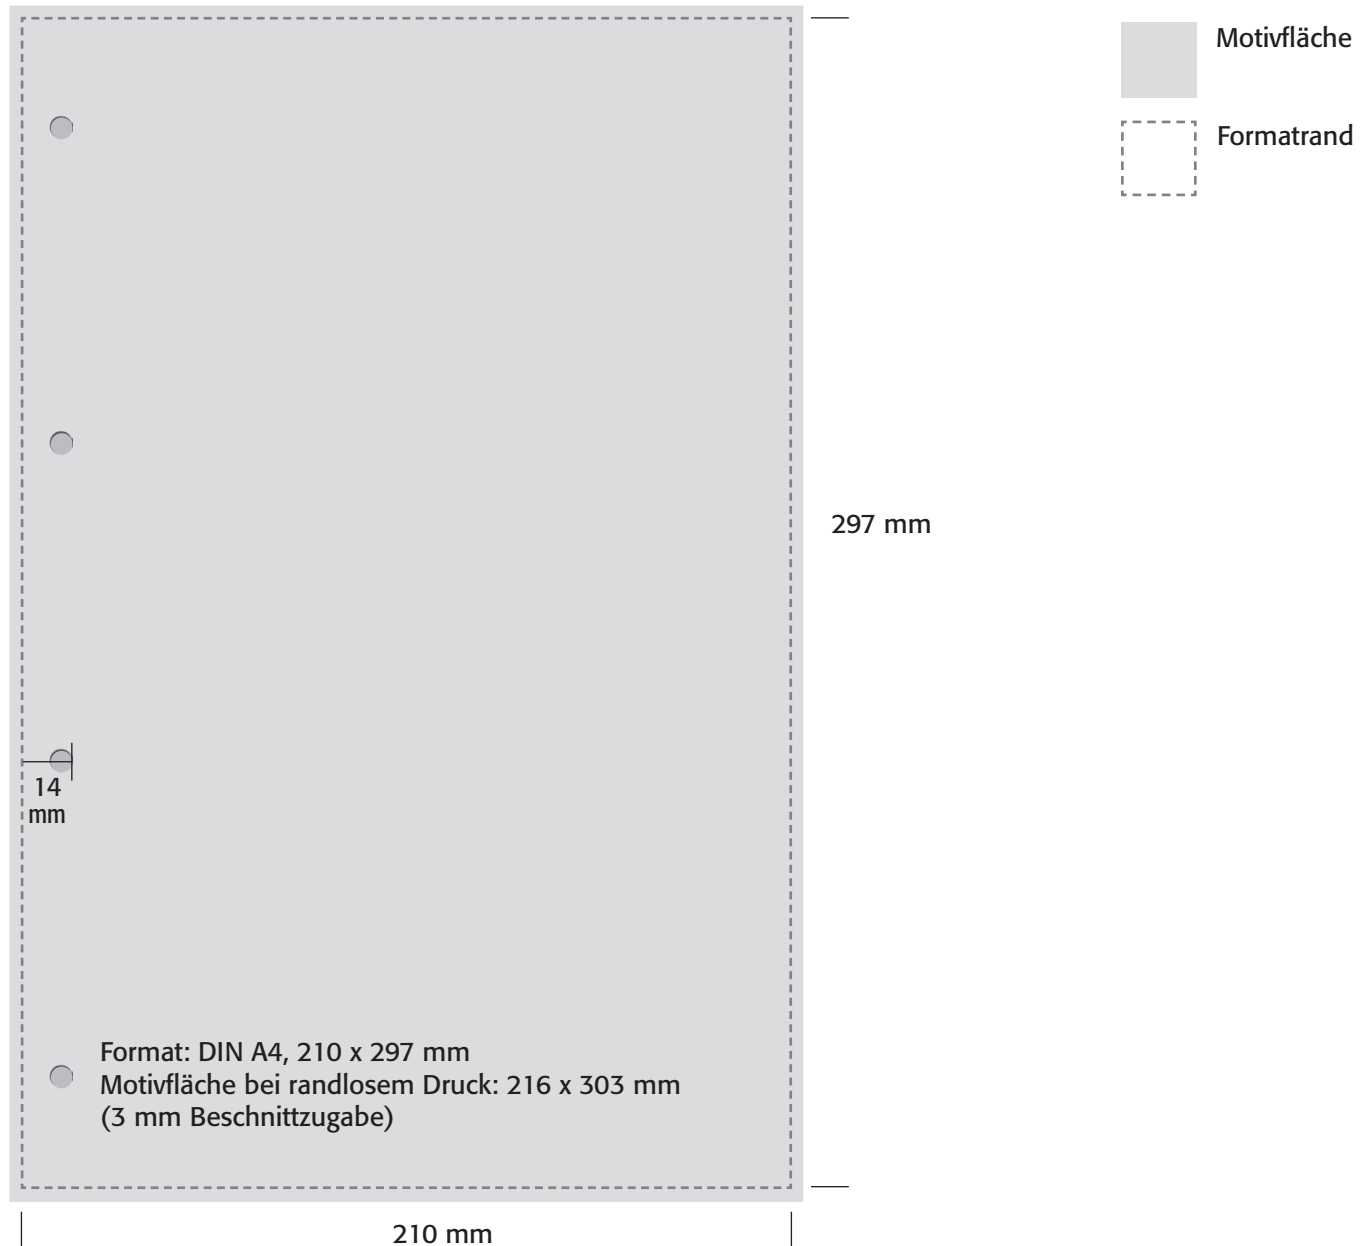 Motivfläche
Formatrand
297 mm
14
mm
Format: DIN A4, 210 x 297 mm
Motivfläche bei randlosem Druck: 216 x 303 mm
(3 mm Beschnittzugabe)
210 mm